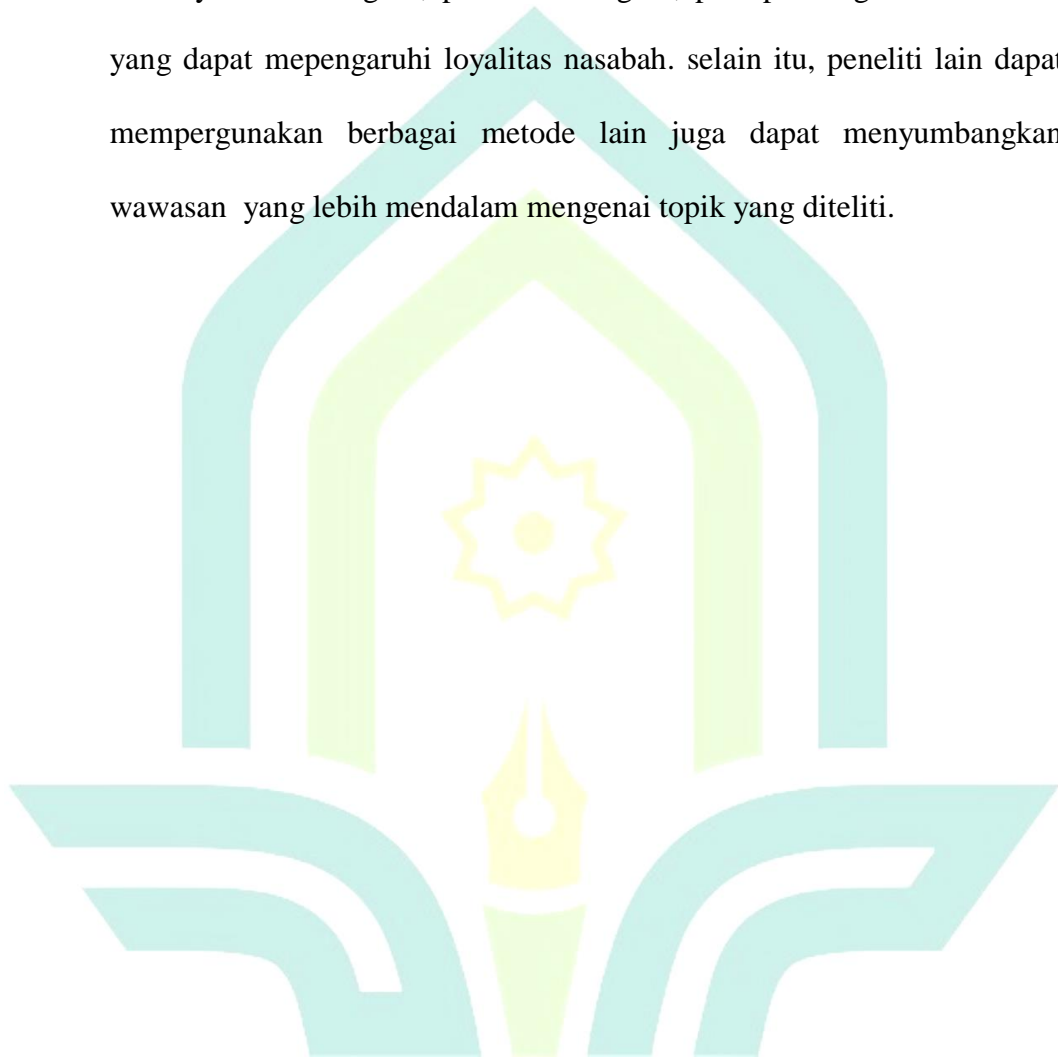 yang dapat mepengaruhi loyalitas nasabah. selain itu, peneliti lain dapat
mempergunakan berbagai metode lain juga dapat menyumbangkan
wawasan yang lebih mendalam mengenai topik yang diteliti.